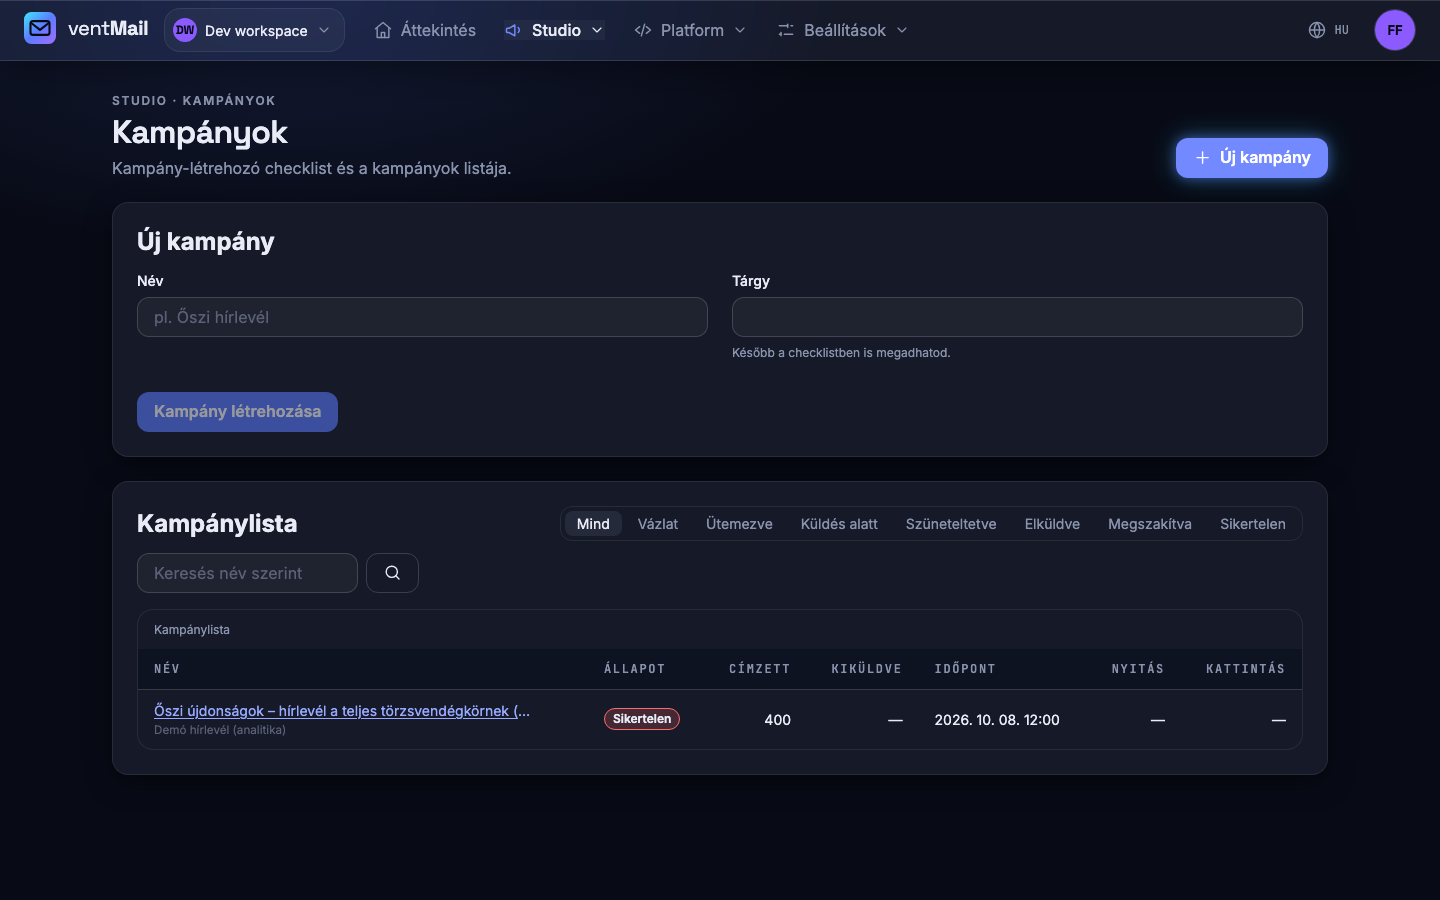 ventMail
DW Dev workspace
Áttekintés
Studio
Platform
Beállítások
HU
FF
STUDIO · KAMPÁNYOK
Kampányok
Kampány-létrehozó checklist és a kampányok listája.
Új kampány
Új kampány
Név
Tárgy
pl. Őszi hírlevél
Később a checklistben is megadhatod.
Kampány létrehozása
Kampánylista
Mind
Vázlat
Ütemezve
Küldés alatt
Szüneteltetve
Elküldve
Megszakítva
Sikertelen
Keresés név szerint
Kampánylista
NÉV ÁLLAPOT CÍMZETT KIKÜLDVE IDŐPONT NYITÁS KATTINTÁS
Őszi újdonságok – hírlevél a teljes törzsvendégkörnek (... Sikertelen 400 — 2026. 10. 08. 12:00 — —
Demó hírlevél (analitika)